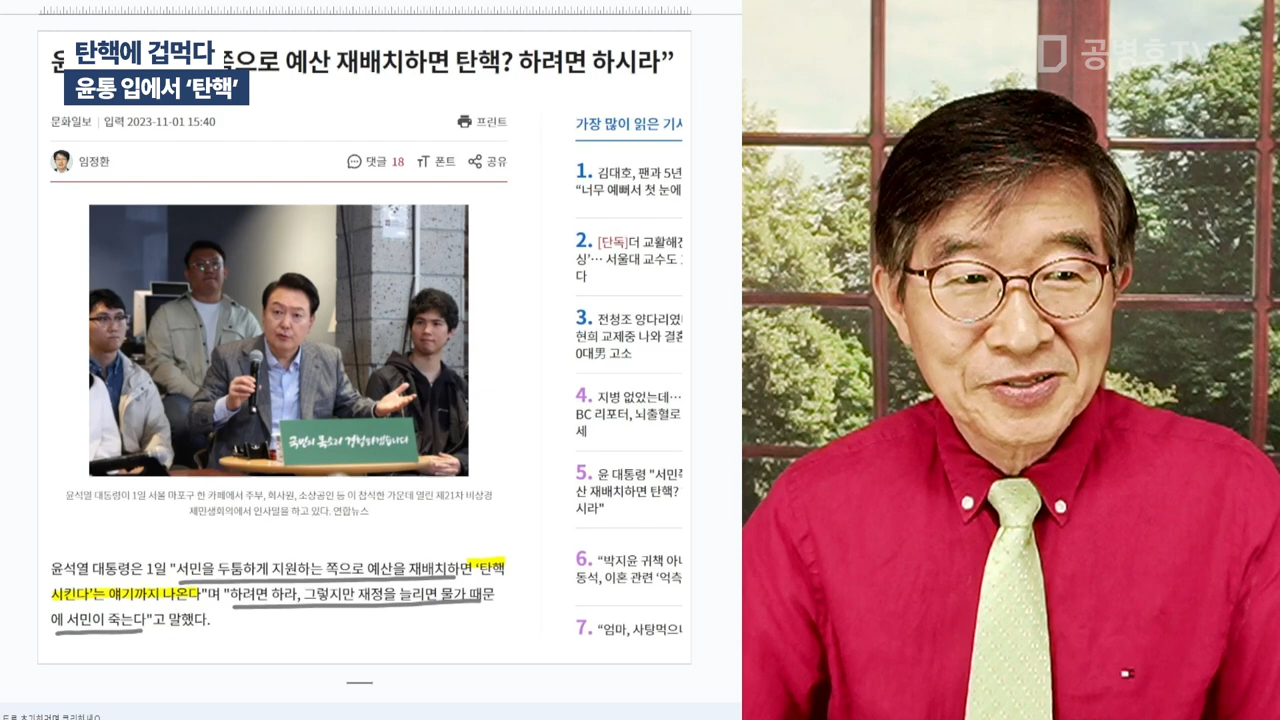 탄핵에 겁먹다
윤통 입에서 ‘탄핵’
쪽으로 예산 재배치하면 탄핵? 하려면 하시라”
공병호TV
문화일보 | 입력 2023-11-01 15:40
프린트
임정환
댓글 18
폰트
공유
국민의 목소리 경청하겠습니다
윤석열 대통령이 1일 서울 마포구 한 카페에서 주부, 회사원, 소상공인 등 이 참석한 가운데 열린 제21차 비상경
제민생회의에서 인사말을 하고 있다. 연합뉴스
윤석열 대통령은 1일 "서민을 두툼하게 지원하는 쪽으로 예산을 재배치하면 ‘탄핵
시킨다’는 얘기까지 나온다"며 "하려면 하라, 그렇지만 재정을 늘리면 물가 때문
에 서민이 죽는다"고 말했다.
가장 많이 읽은 기사
1. 김대호, 팬과 5년
“너무 예뻐서 첫 눈에
2. [단독]더 교활해진
싱’… 서울대 교수도
다
3. 전청조 양다리였나
현희 교제중 나와 결혼
0대男 고소
4. 지병 없었는데…
BC 리포터, 뇌출혈로
세
5. 윤 대통령 "서민쪽
산 재배치하면 탄핵?
시라"
6. “박지윤 귀책 아니
동석, 이혼 관련 ‘억측
7. “엄마, 사탕먹으니